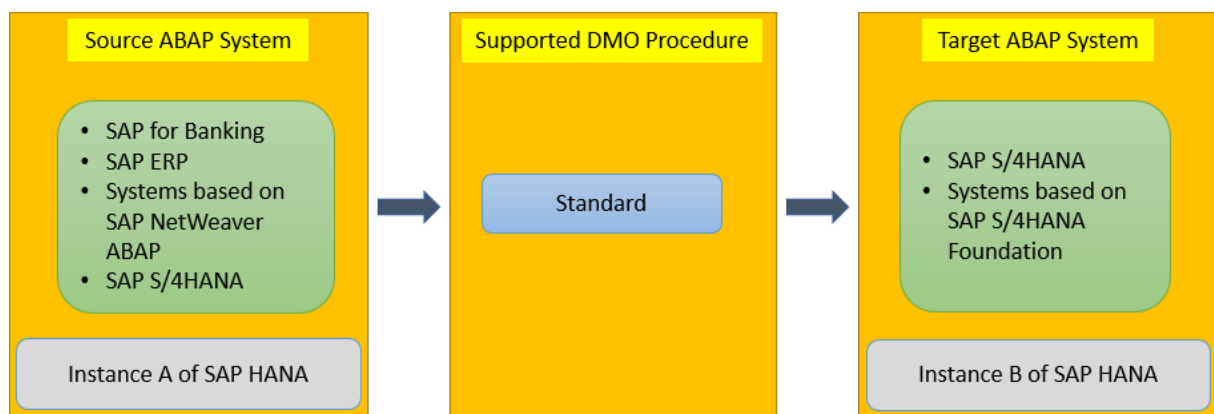 Source ABAP System
• SAP for Banking
• SAP ERP
• Systems based on
SAP NetWeaver
ABAP
• SAP S/4HANA
Instance A of SAP HANA
Supported DMO Procedure
Standard
Target ABAP System
• SAP S/4HANA
• Systems based on
SAP S/4HANA
Foundation
Instance B of SAP HANA